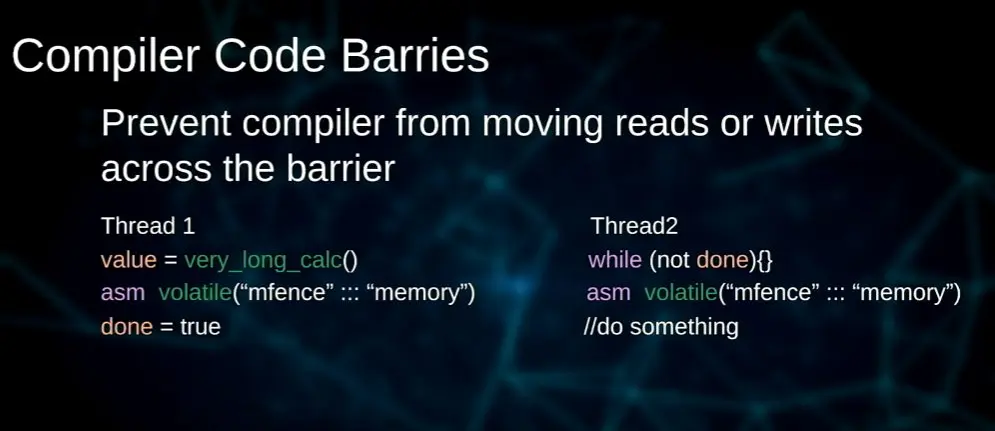 Compiler Code Barries
Prevent compiler from moving reads or writes
across the barrier
Thread 1
value = very_long_calc()
asm volatile(“mfence” ::: “memory”)
done = true
Thread2
while (not done){}
asm volatile(“mfence” ::: “memory”)
//do something